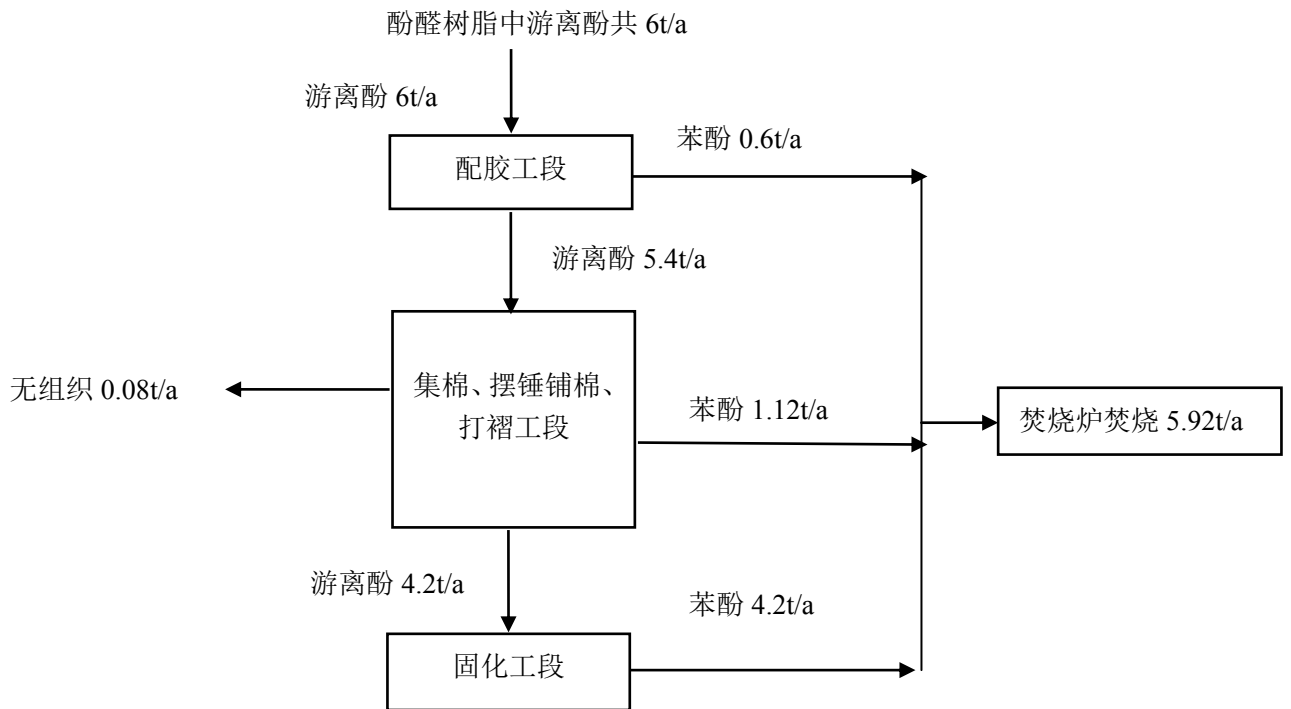 酚醛树脂中游离酚共 6t/a
游离酚 6t/a
苯酚 0.6t/a
配胶工段
游离酚 5.4t/a
无组织 0.08t/a
集棉、摆锤铺棉、
打褶工段
苯酚 1.12t/a
焚烧炉焚烧 5.92t/a
游离酚 4.2t/a
苯酚 4.2t/a
固化工段